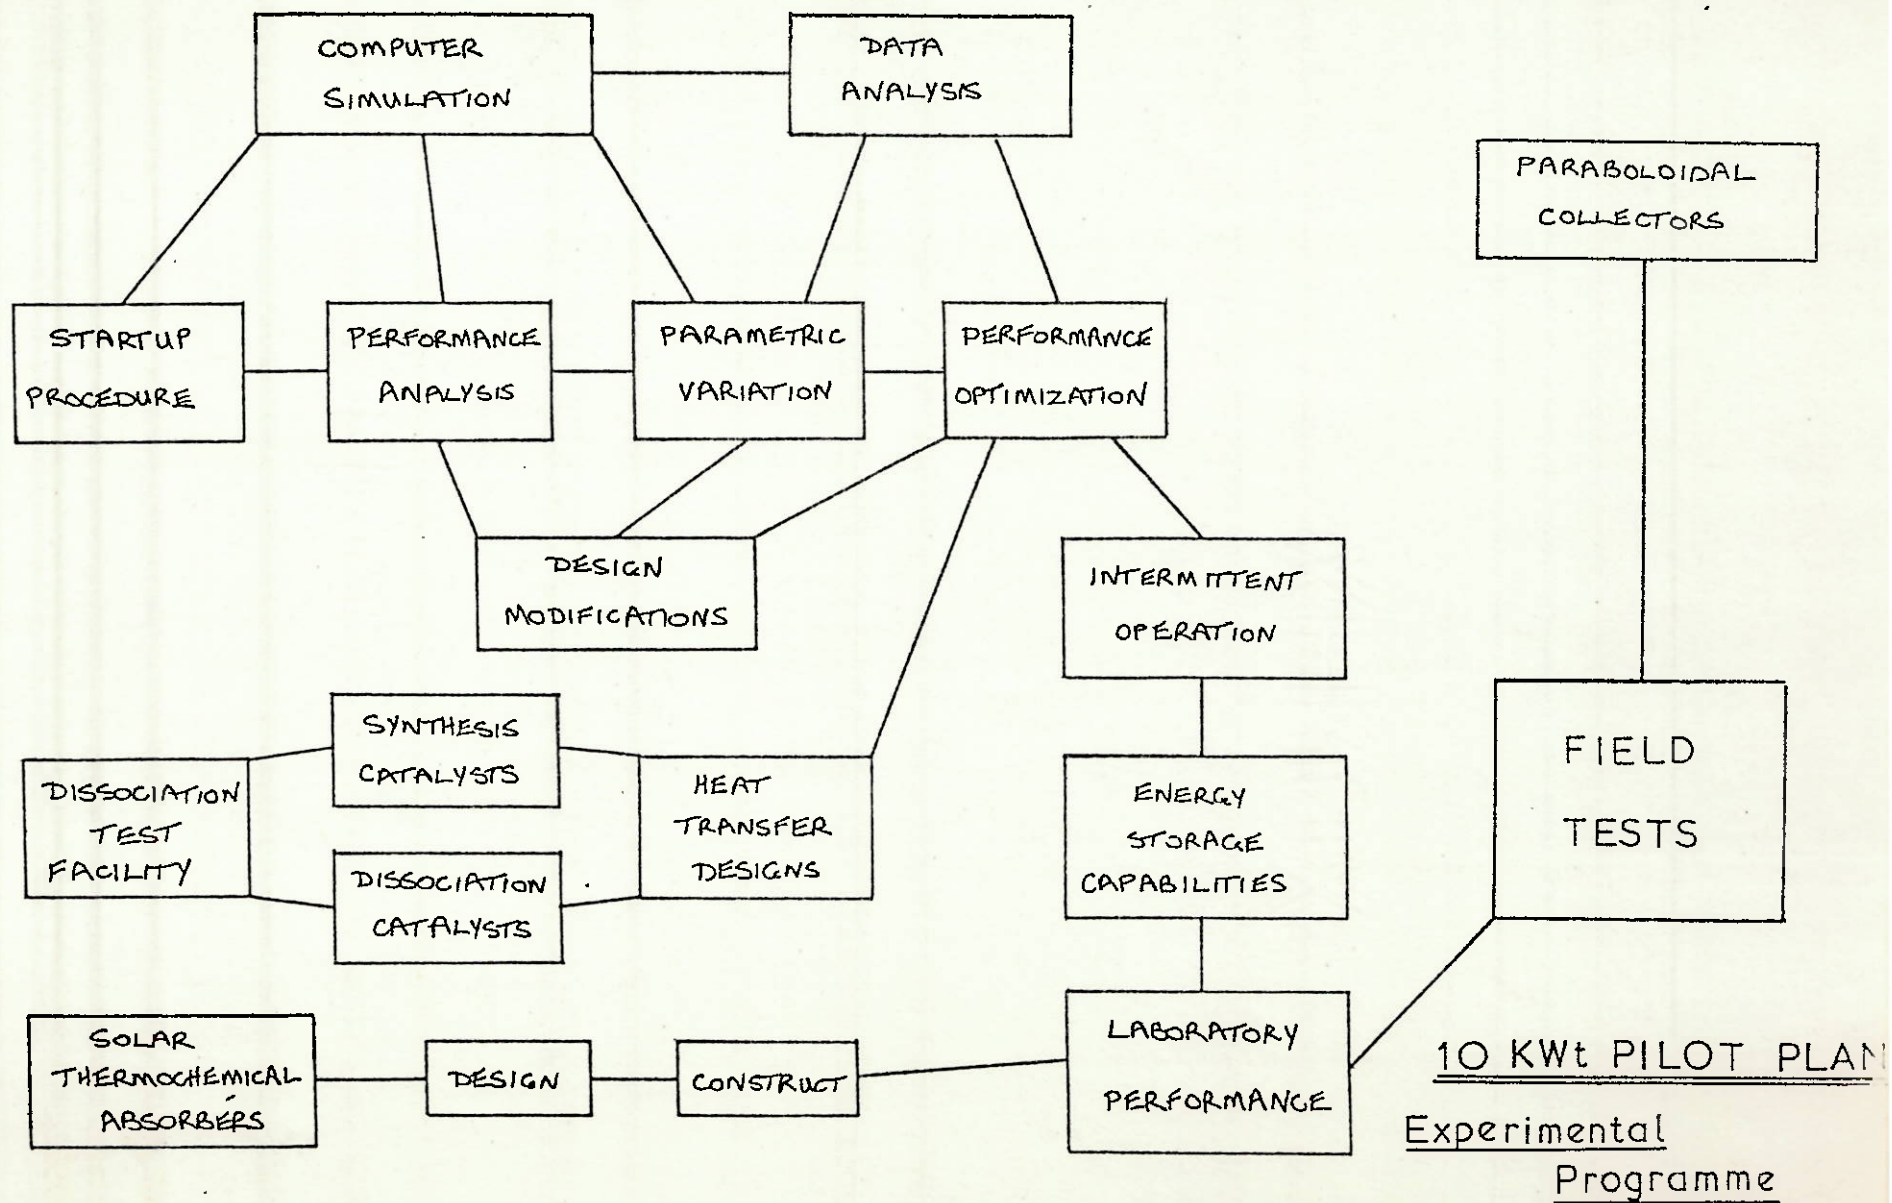 COMPUTER
SIMULATION
DATA
ANALYSIS
PARABOLOIDAL
COLLECTORS
STARTUP
PROCEDURE
PERFORMANCE
ANALYSIS
PARAMETRIC
VARIATION
PERFORMANCE
OPTIMIZATION
DESIGN
MODIFICATIONS
INTERMITTENT
OPERATION
SYNTHESIS
CATALYSTS
DISSOCIATION
TEST
FACILITY
DISSOCIATION
CATALYSTS
HEAT
TRANSFER
DESIGNS
ENERGY
STORAGE
CAPABILITIES
FIELD
TESTS
SOLAR
THERMOCHEMICAL
ABSORBERS
DESIGN
CONSTRUCT
LABORATORY
PERFORMANCE
10 KWt PILOT PLAN
Experimental
Programme